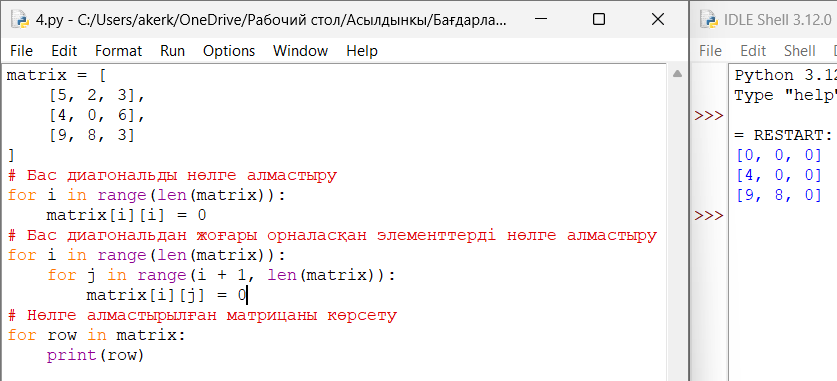 4.py - C:/Users/akerk/OneDrive/Рабочий стол/Асылдынкы/Бағдарла...
File Edit Format Run Options Window Help
matrix = [
    [5, 2, 3],
    [4, 0, 6],
    [9, 8, 3]
]
# Бас диагональды нөлге алмастыру
for i in range(len(matrix)):
    matrix[i][i] = 0
# Бас диагональдан жоғары орналасқан элементтерді нөлге алмастыру
for i in range(len(matrix)):
    for j in range(i + 1, len(matrix)):
        matrix[i][j] = 0
# Нөлге алмастырылған матрицаны көрсету
for row in matrix:
    print(row)
IDLE Shell 3.12.0
File Edit Shell
Python 3.12
Type "help"
>>>
= RESTART:
[0, 0, 0]
[4, 0, 0]
[9, 8, 0]
>>>